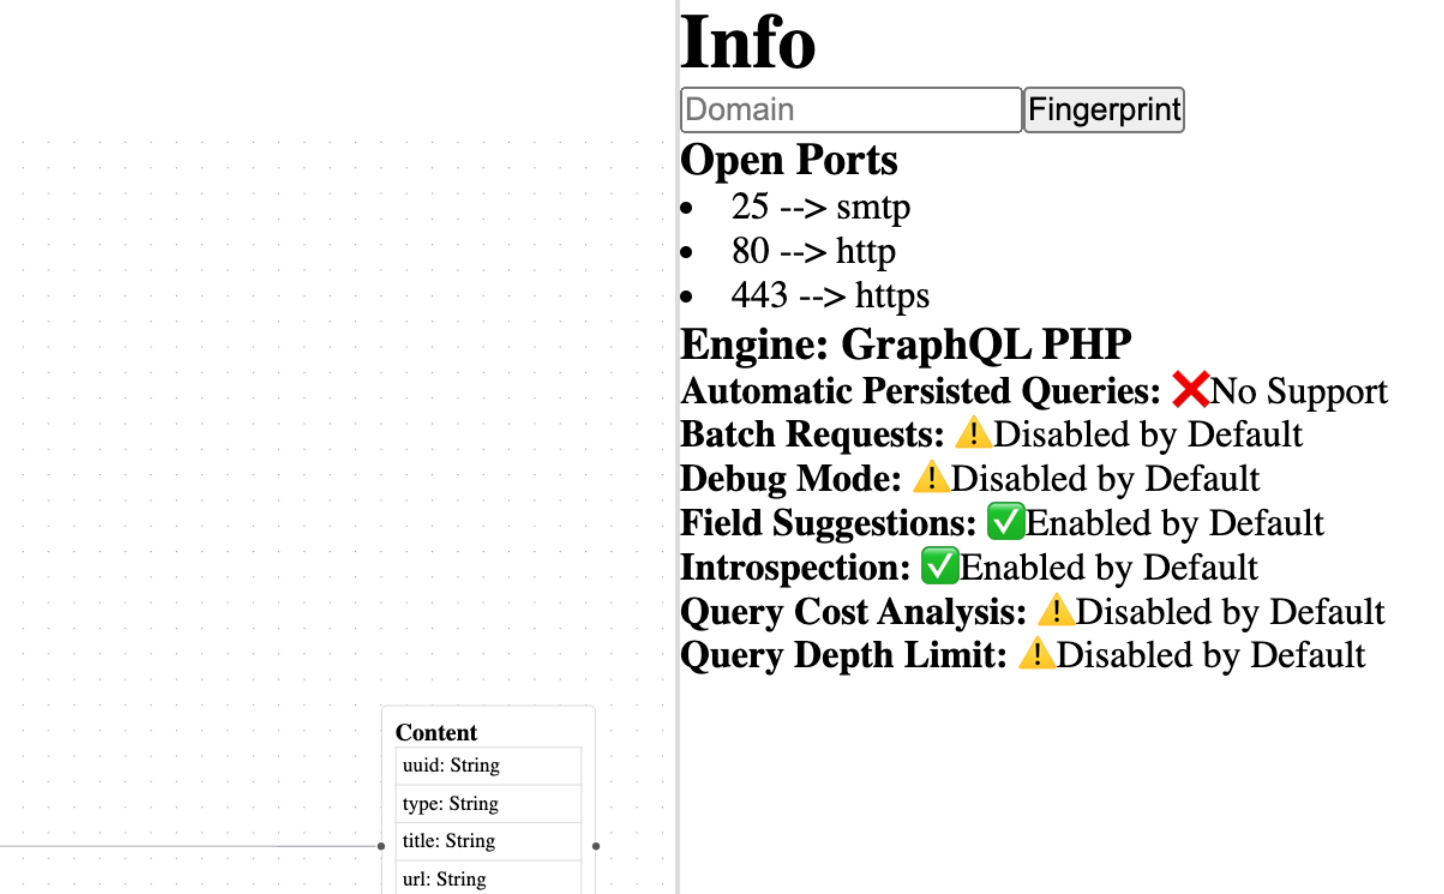 Info
Domain Fingerprint
Open Ports
• 25 --> smtp
• 80 --> http
• 443 --> https
Engine: GraphQL PHP
Automatic Persisted Queries: ❌No Support
Batch Requests: ⚠️Disabled by Default
Debug Mode: ⚠️Disabled by Default
Field Suggestions: ✅Enabled by Default
Introspection: ✅Enabled by Default
Query Cost Analysis: ⚠️Disabled by Default
Query Depth Limit: ⚠️Disabled by Default
Content
uuid: String
type: String
title: String
url: String